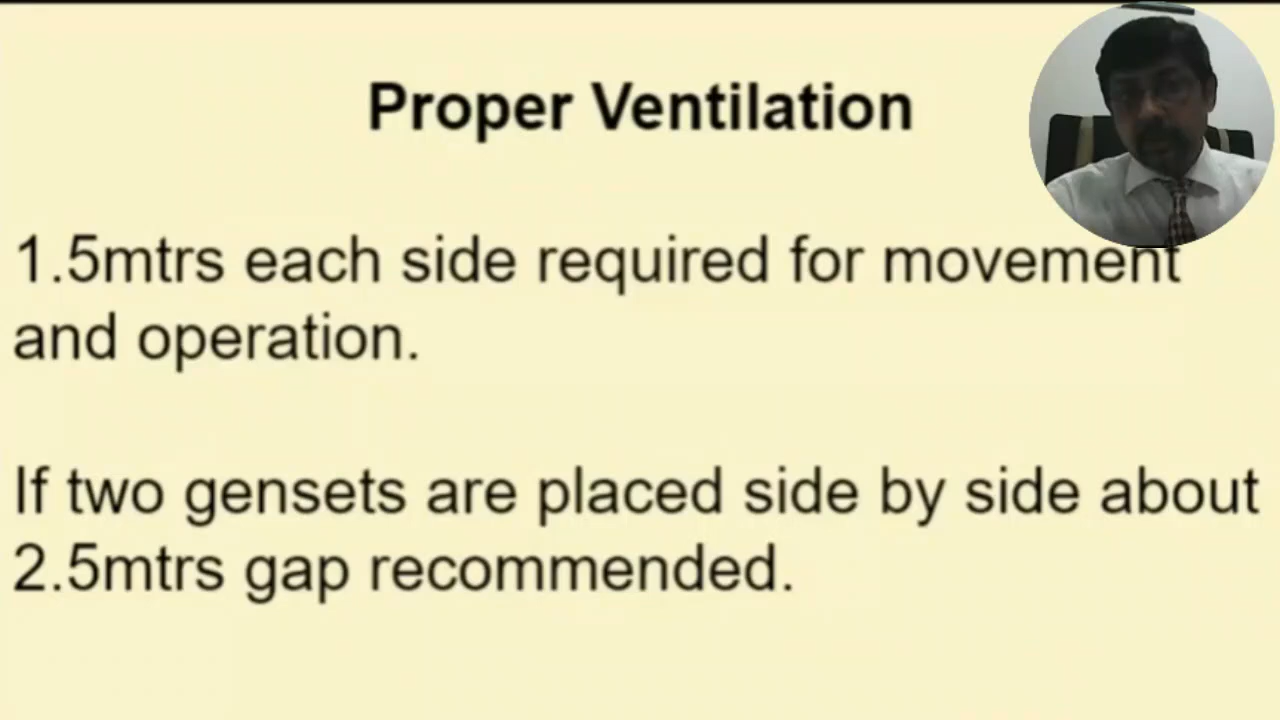 Proper Ventilation
1.5mtrs each side required for movement
and operation.
If two gensets are placed side by side about
2.5mtrs gap recommended.